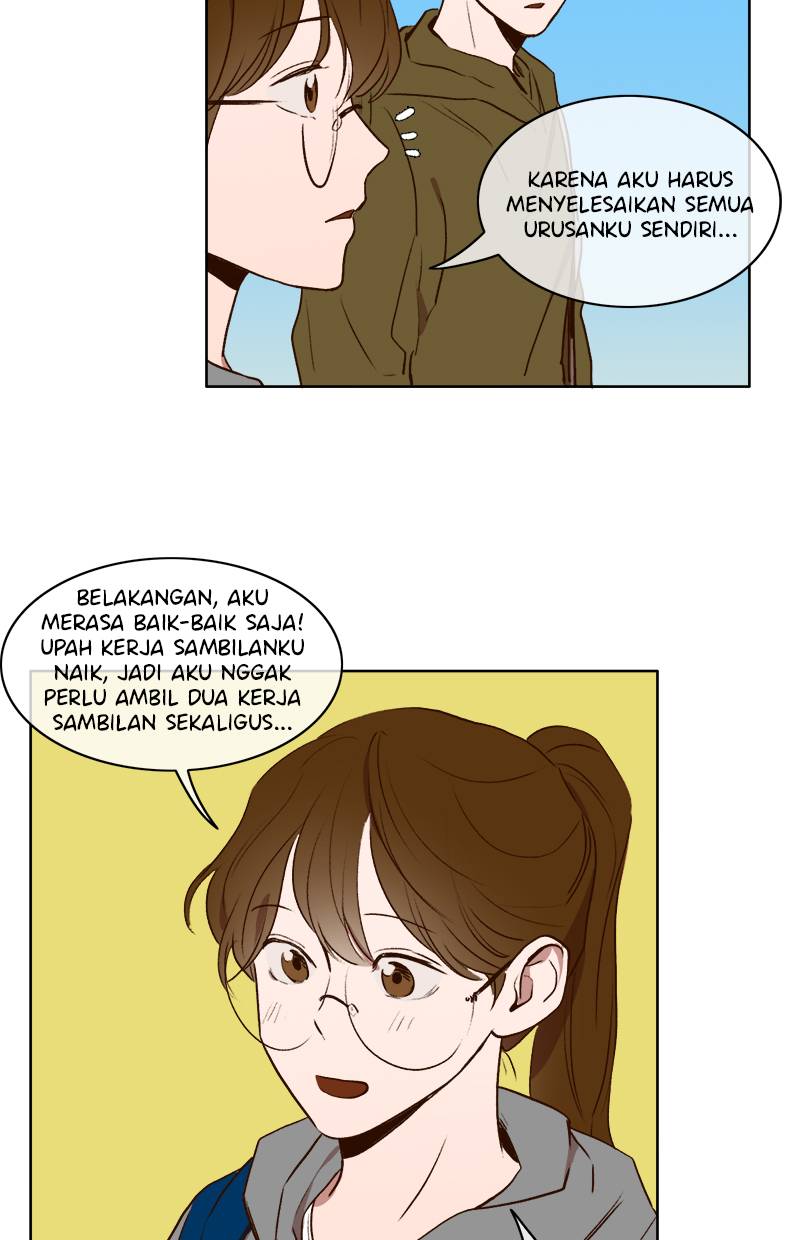 KARENA AKU HARUS
MENYELESAIKAN SEMUA
URUSANKU SENDIRI...
BELAKANGAN, AKU
MERASA BAIK-BAIK SAJA!
UPAH KERJA SAMBILANKU
NAIK, JADI AKU NGGAK
PERLU AMBIL DUA KERJA
SAMBILAN SEKALIGUS...